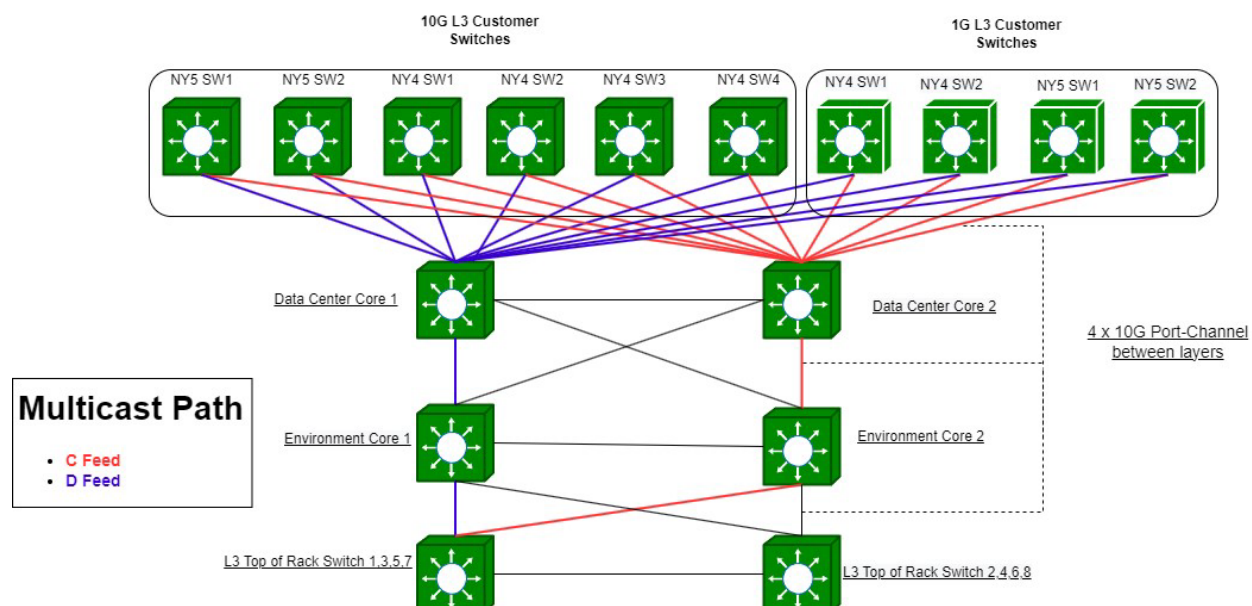 10G L3 Customer
Switches
1G L3 Customer
Switches
NY5 SW1
NY5 SW2
NY4 SW1
NY4 SW2
NY4 SW3
NY4 SW4
NY4 SW1
NY4 SW2
NY5 SW1
NY5 SW2
Data Center Core 1
Data Center Core 2
4 x 10G Port-Channel
between layers
Multicast Path
• C Feed
• D Feed
Environment Core 1
Environment Core 2
L3 Top of Rack Switch 1,3,5,7
L3 Top of Rack Switch 2,4,6,8